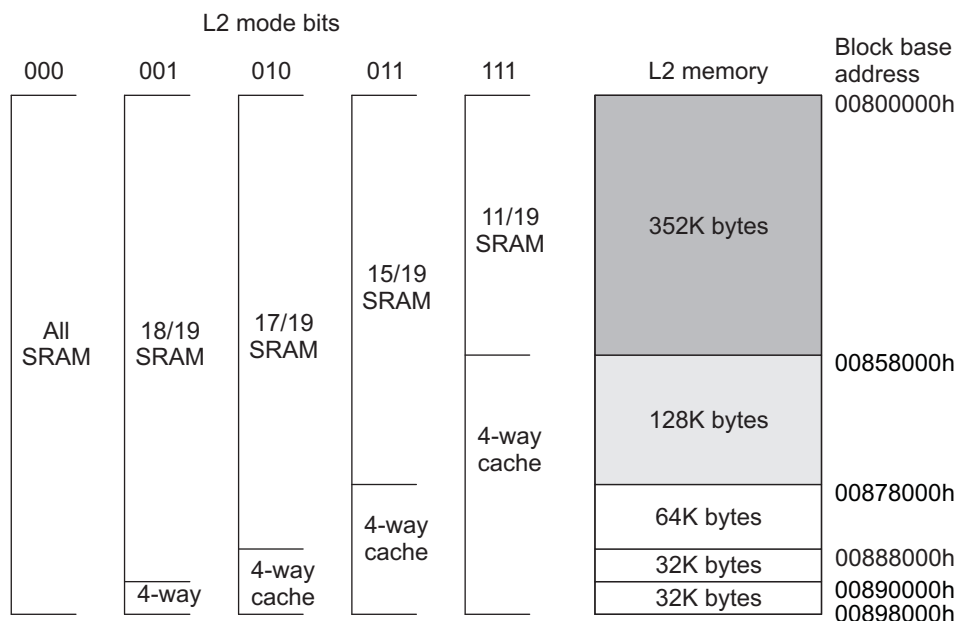 L2 mode bits
000 001 010 011 111 L2 memory
Block base
address
00800000h
All
SRAM
18/19
SRAM
17/19
SRAM
15/19
SRAM
11/19
SRAM
352K bytes
00858000h
128K bytes
4-way
cache
00878000h
4-way
cache
64K bytes
00888000h
4-way
cache
32K bytes
00890000h
4-way
32K bytes
00898000h